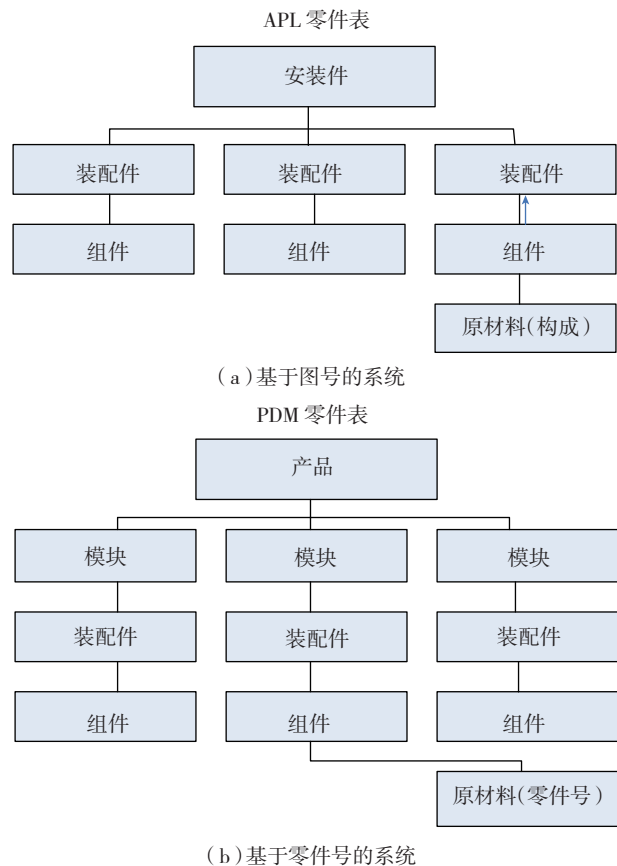 APL 零件表
安装件
装配件 装配件 装配件
组件 组件 组件
原材料(构成)
(a)基于图号的系统
PDM 零件表
产品
模块 模块 模块
装配件 装配件 装配件
组件 组件 组件
原材料(零件号)
(b)基于零件号的系统